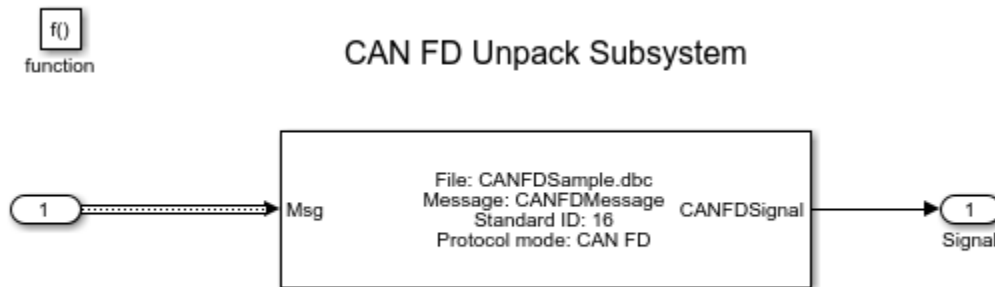 f()
function
CAN FD Unpack Subsystem
1
Msg
File: CANFDSample.dbc
Message: CANFDMessage
Standard ID: 16
Protocol mode: CAN FD
CANFDSignal
1
Signal